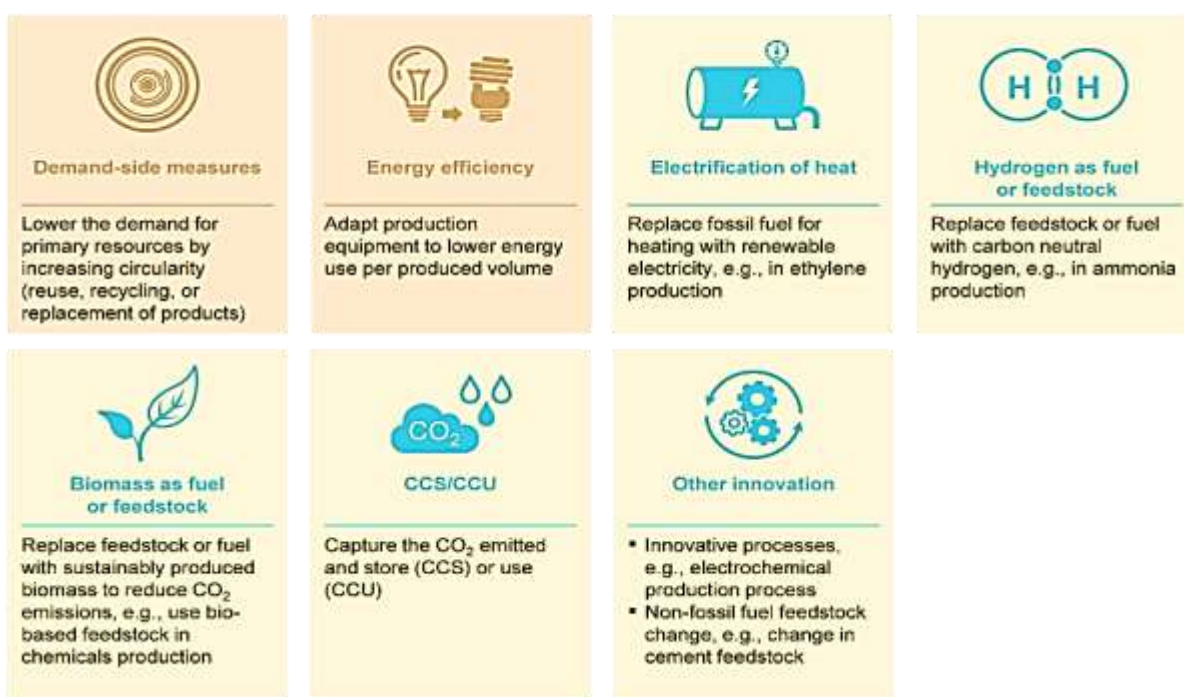 H H
Demand-side measures
Lower the demand for
primary resources by
increasing circularity
(reuse, recycling, or
replacement of products)
Energy efficiency
Adapt production
equipment to lower energy
use per produced volume
Electrification of heat
Replace fossil fuel for
heating with renewable
electricity, e.g., in ethylene
production
Hydrogen as fuel
or feedstock
Replace feedstock or fuel
with carbon neutral
hydrogen, e.g., in ammonia
production
Biomass as fuel
or feedstock
Replace feedstock or fuel
with sustainably produced
biomass to reduce CO₂
emissions, e.g., use bio-
based feedstock in
chemicals production
CO₂
CCS/CCU
Capture the CO₂ emitted
and store (CCS) or use
(CCU)
Other innovation
▪ Innovative processes,
e.g., electrochemical
production process
▪ Non-fossil fuel feedstock
change, e.g., change in
cement feedstock